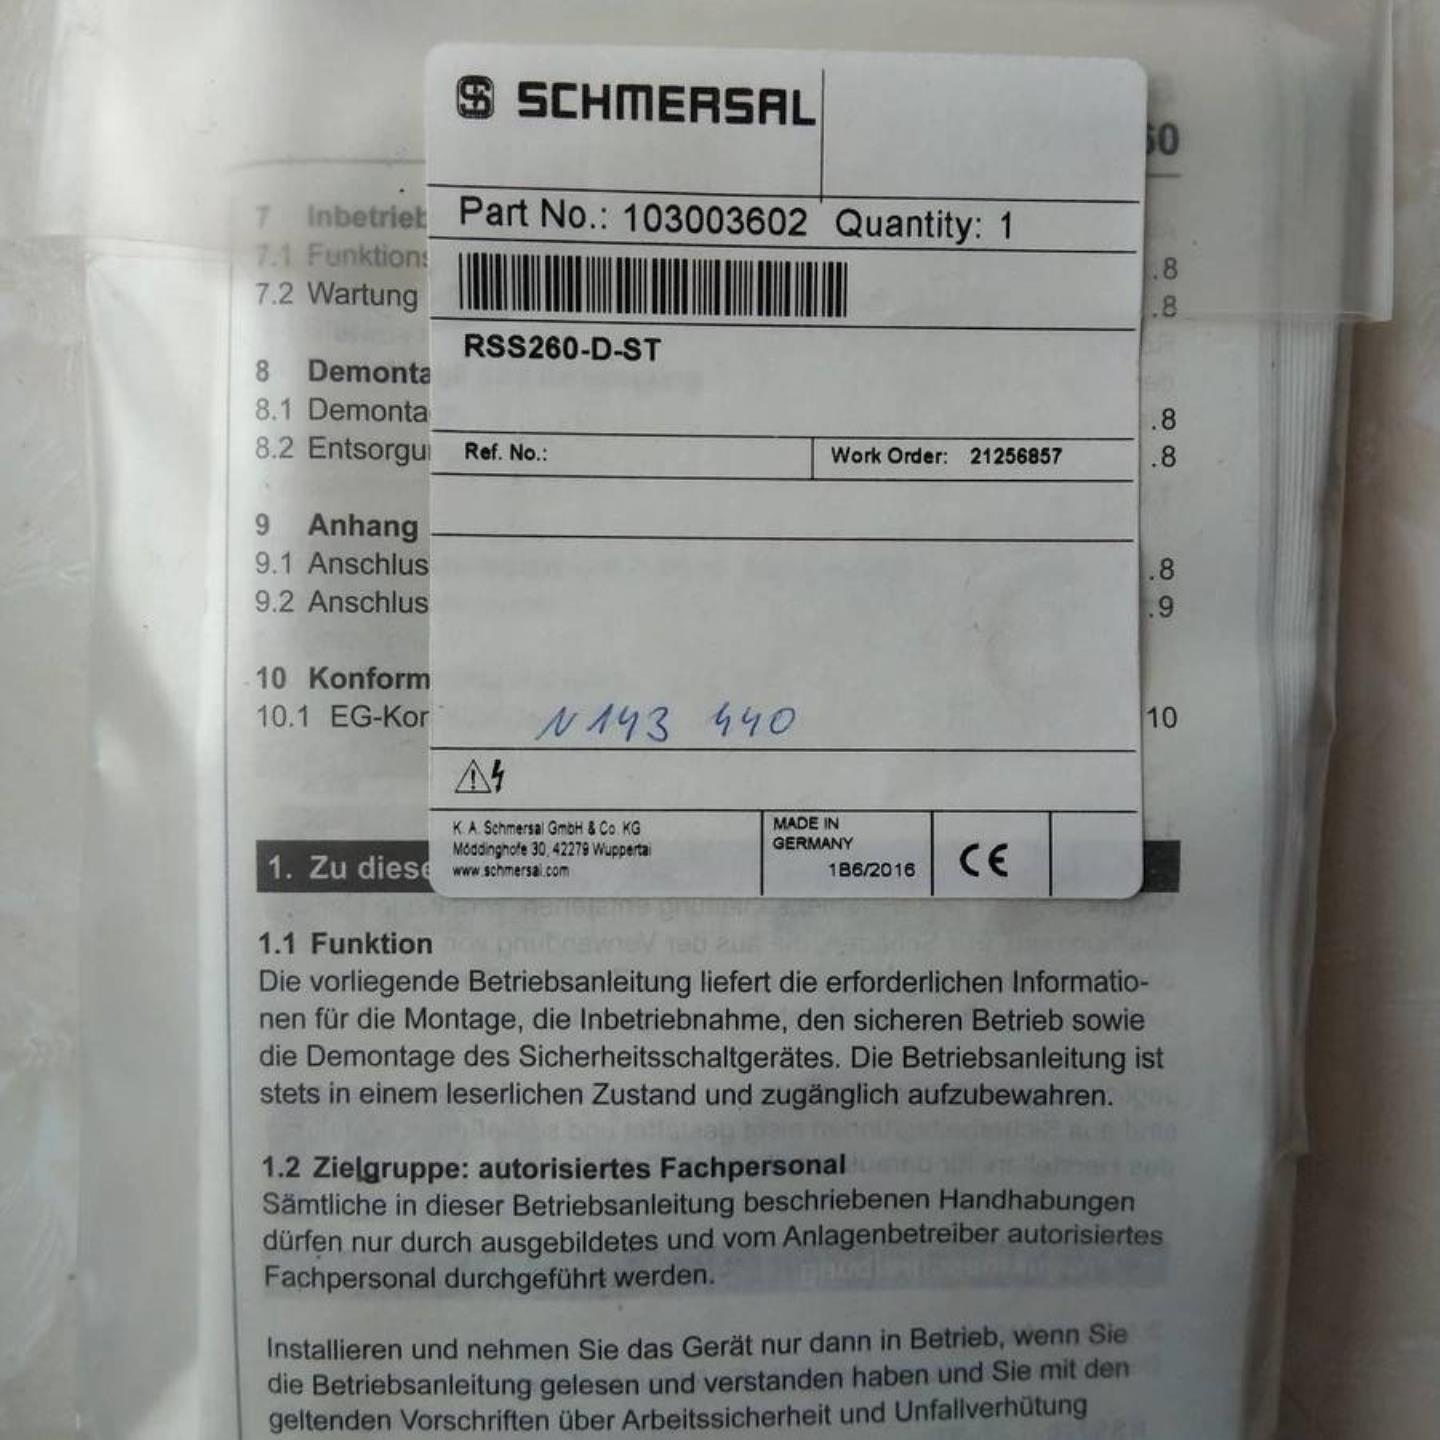 SCHMERSAL
60
Part No.: 103003602 Quantity: 1
7 Inbetrieb
7.1 Funktions
.8
7.2 Wartung
.8
RSS260-D-ST
8 Demonta
8.1 Demonta
.8
8.2 Entsorgu
.8
Ref. No.:
Work Order: 21256857
9 Anhang
9.1 Anschlus
.8
9.2 Anschlus
.9
10 Konform
10.1 EG-Kor
10
N 143 440
K. A. Schmersal GmbH & Co. KG
Möddinghofe 30, 42279 Wuppertal
www.schmersal.com
MADE IN
GERMANY
1B6/2016
CE
1. Zu diese
1.1 Funktion
Die vorliegende Betriebsanleitung liefert die erforderlichen Informatio-
nen für die Montage, die Inbetriebnahme, den sicheren Betrieb sowie
die Demontage des Sicherheitsschaltgerätes. Die Betriebsanleitung ist
stets in einem leserlichen Zustand und zugänglich aufzubewahren.
1.2 Zielgruppe: autorisiertes Fachpersonal
Sämtliche in dieser Betriebsanleitung beschriebenen Handhabungen
dürfen nur durch ausgebildetes und vom Anlagenbetreiber autorisiertes
Fachpersonal durchgeführt werden.
Installieren und nehmen Sie das Gerät nur dann in Betrieb, wenn Sie
die Betriebsanleitung gelesen und verstanden haben und Sie mit den
geltenden Vorschriften über Arbeitssicherheit und Unfallverhütung